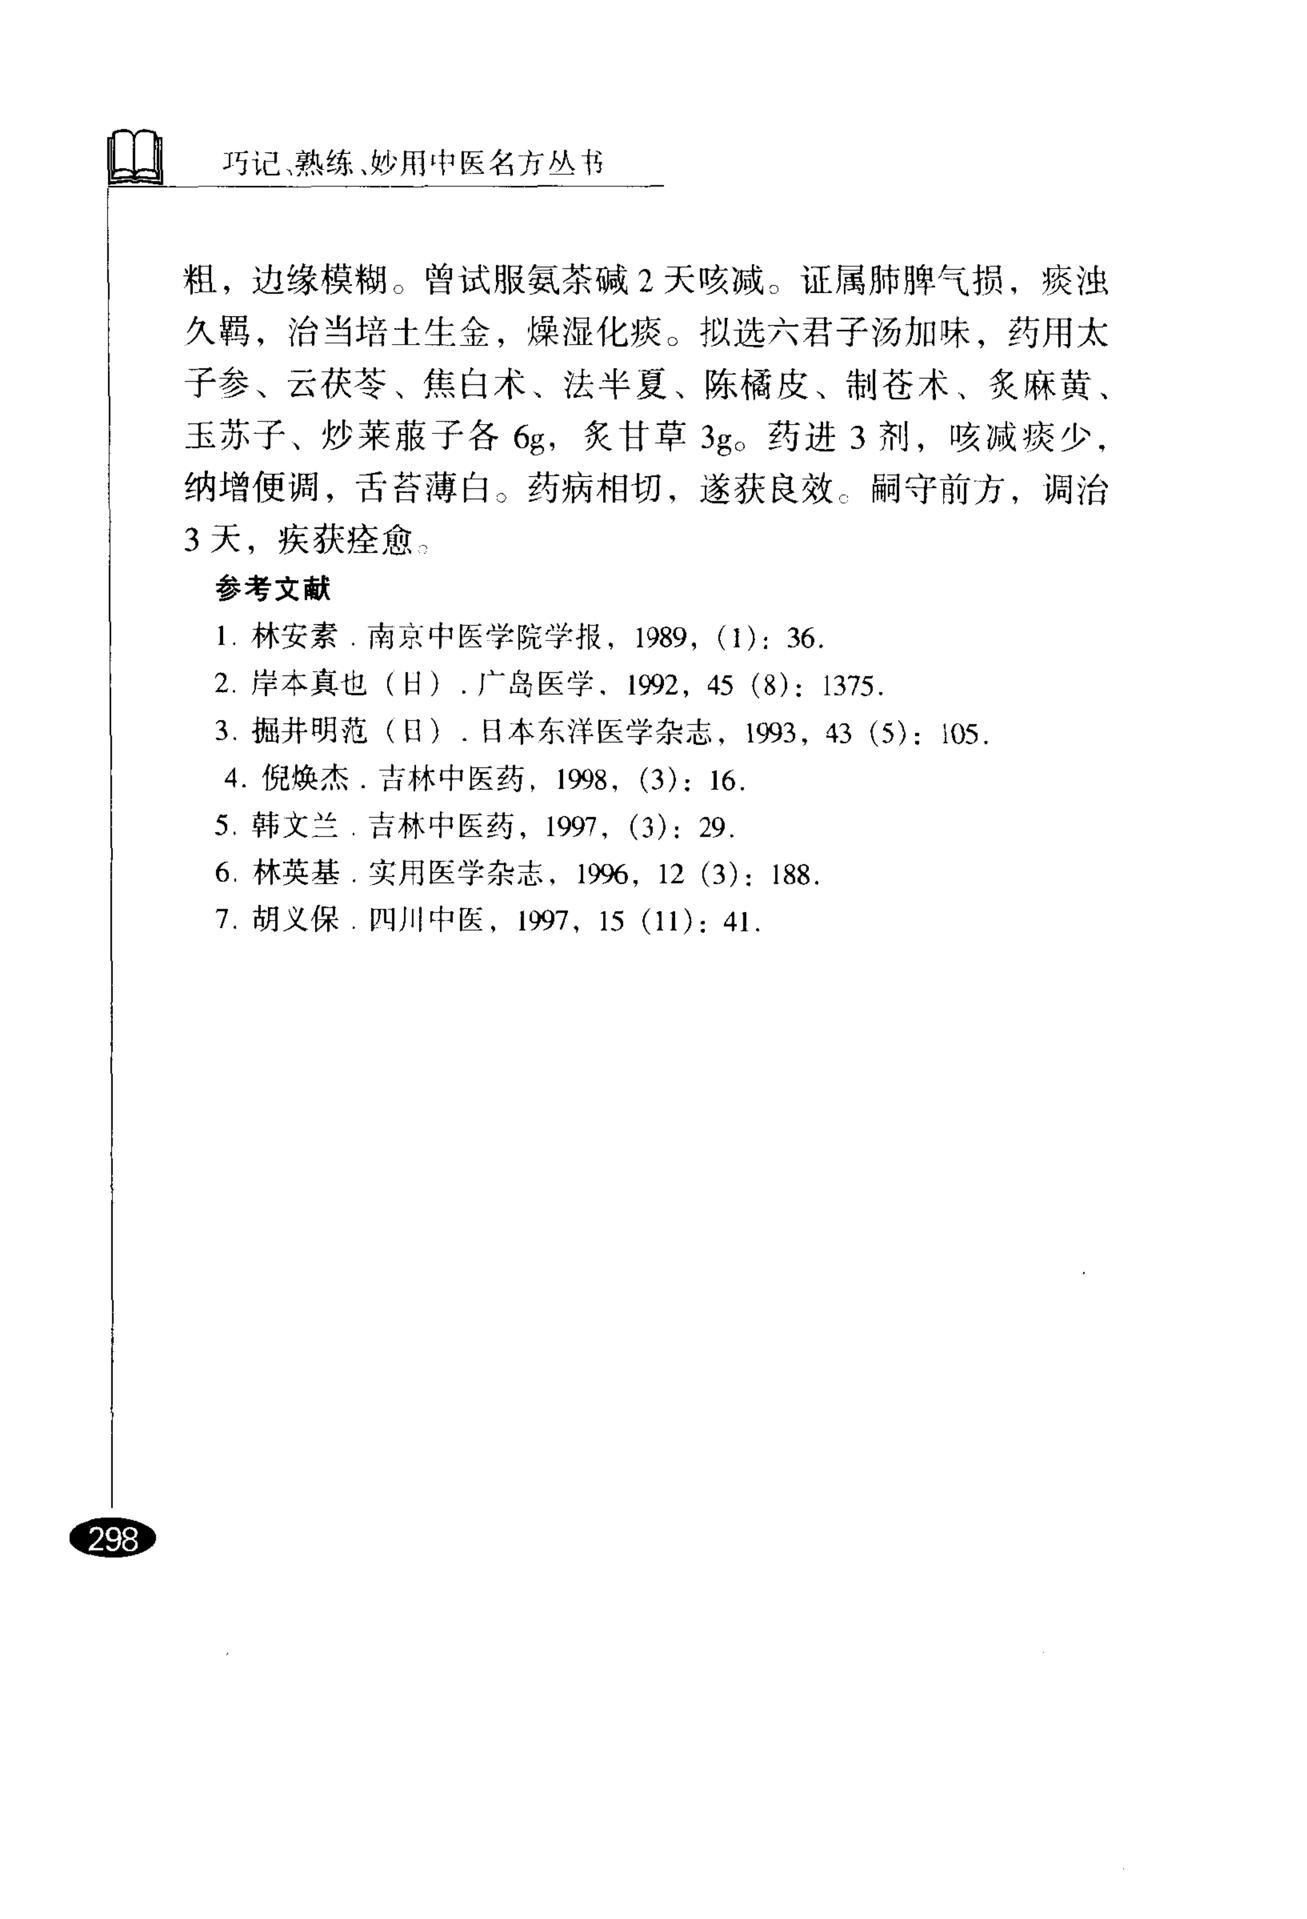 巧记、熟练、妙用中医名方丛书
粗，边缘模糊。曾试服氨茶碱2天咳减。证属肺脾气损，痰浊
久羁，治当培土生金，燥湿化痰。拟选六君子汤加味，药用太
子参、云茯苓、焦白术、法半夏、陈橘皮、制苍术、炙麻黄、
玉苏子、炒莱菔子各6g，炙甘草3g。药进3剂，咳减痰少，
纳增便调，舌苔薄白。药病相切，遂获良效。嗣守前方，调治
3天，疾获痊愈。
参考文献
1. 林安素．南京中医学院学报，1989，(1)：36.
2. 岸本真也（日）．广岛医学，1992，45 (8)：1375.
3. 掘井明范（日）．日本东洋医学杂志，1993，43 (5)：105.
4. 倪焕杰．吉林中医药，1998，(3)：16.
5. 韩文兰．吉林中医药，1997，(3)：29.
6. 林英基．实用医学杂志，1996，12 (3)：188.
7. 胡义保．四川中医，1997，15 (11)：41.
298